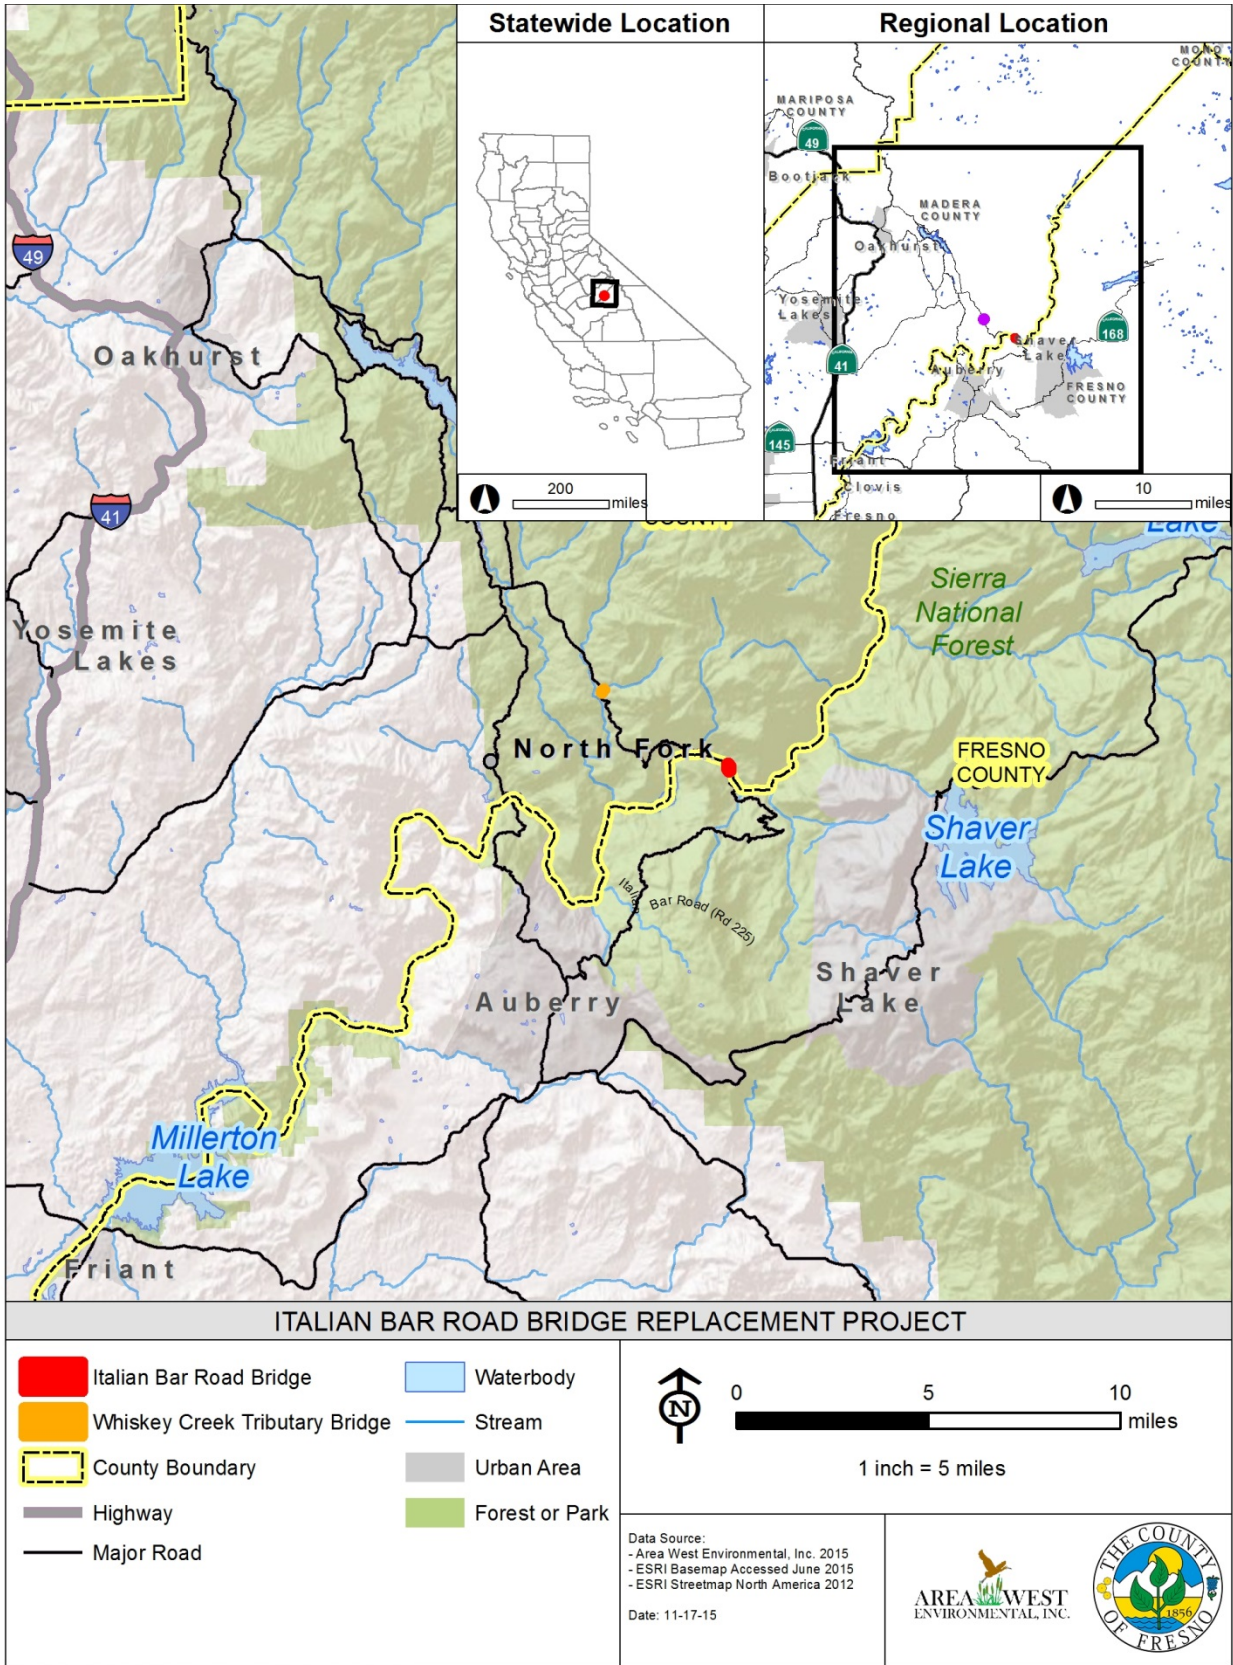 Statewide Location
Regional Location
MONO
COUNTY
MARIPOSA
COUNTY
CALIFORNIA
49
Bootjack
MADERA
COUNTY
Oakhurst
Yosemite
Lakes
CALIFORNIA
41
CALIFORNIA
168
Shaver
Lake
Auberry
FRESNO
COUNTY
CALIFORNIA
145
Friant
Clovis
Fresno
200
miles
10
miles
49
Oakhurst
41
COUNTY
Lake
Sierra
National
Forest
Yosemite
Lakes
North Fork
FRESNO
COUNTY
Shaver
Lake
Italian Bar Road (Rd 225)
Shaver
Lake
Auberry
Millerton
Lake
Friant
ITALIAN BAR ROAD BRIDGE REPLACEMENT PROJECT
Italian Bar Road Bridge
Whiskey Creek Tributary Bridge
County Boundary
Highway
Major Road
Waterbody
Stream
Urban Area
Forest or Park
N
0 5 10
miles
1 inch = 5 miles
Data Source:
- Area West Environmental, Inc. 2015
- ESRI Basemap Accessed June 2015
- ESRI Streetmap North America 2012
Date: 11-17-15
AREA WEST
ENVIRONMENTAL, INC.
THE COUNTY
OF FRESNO
1856